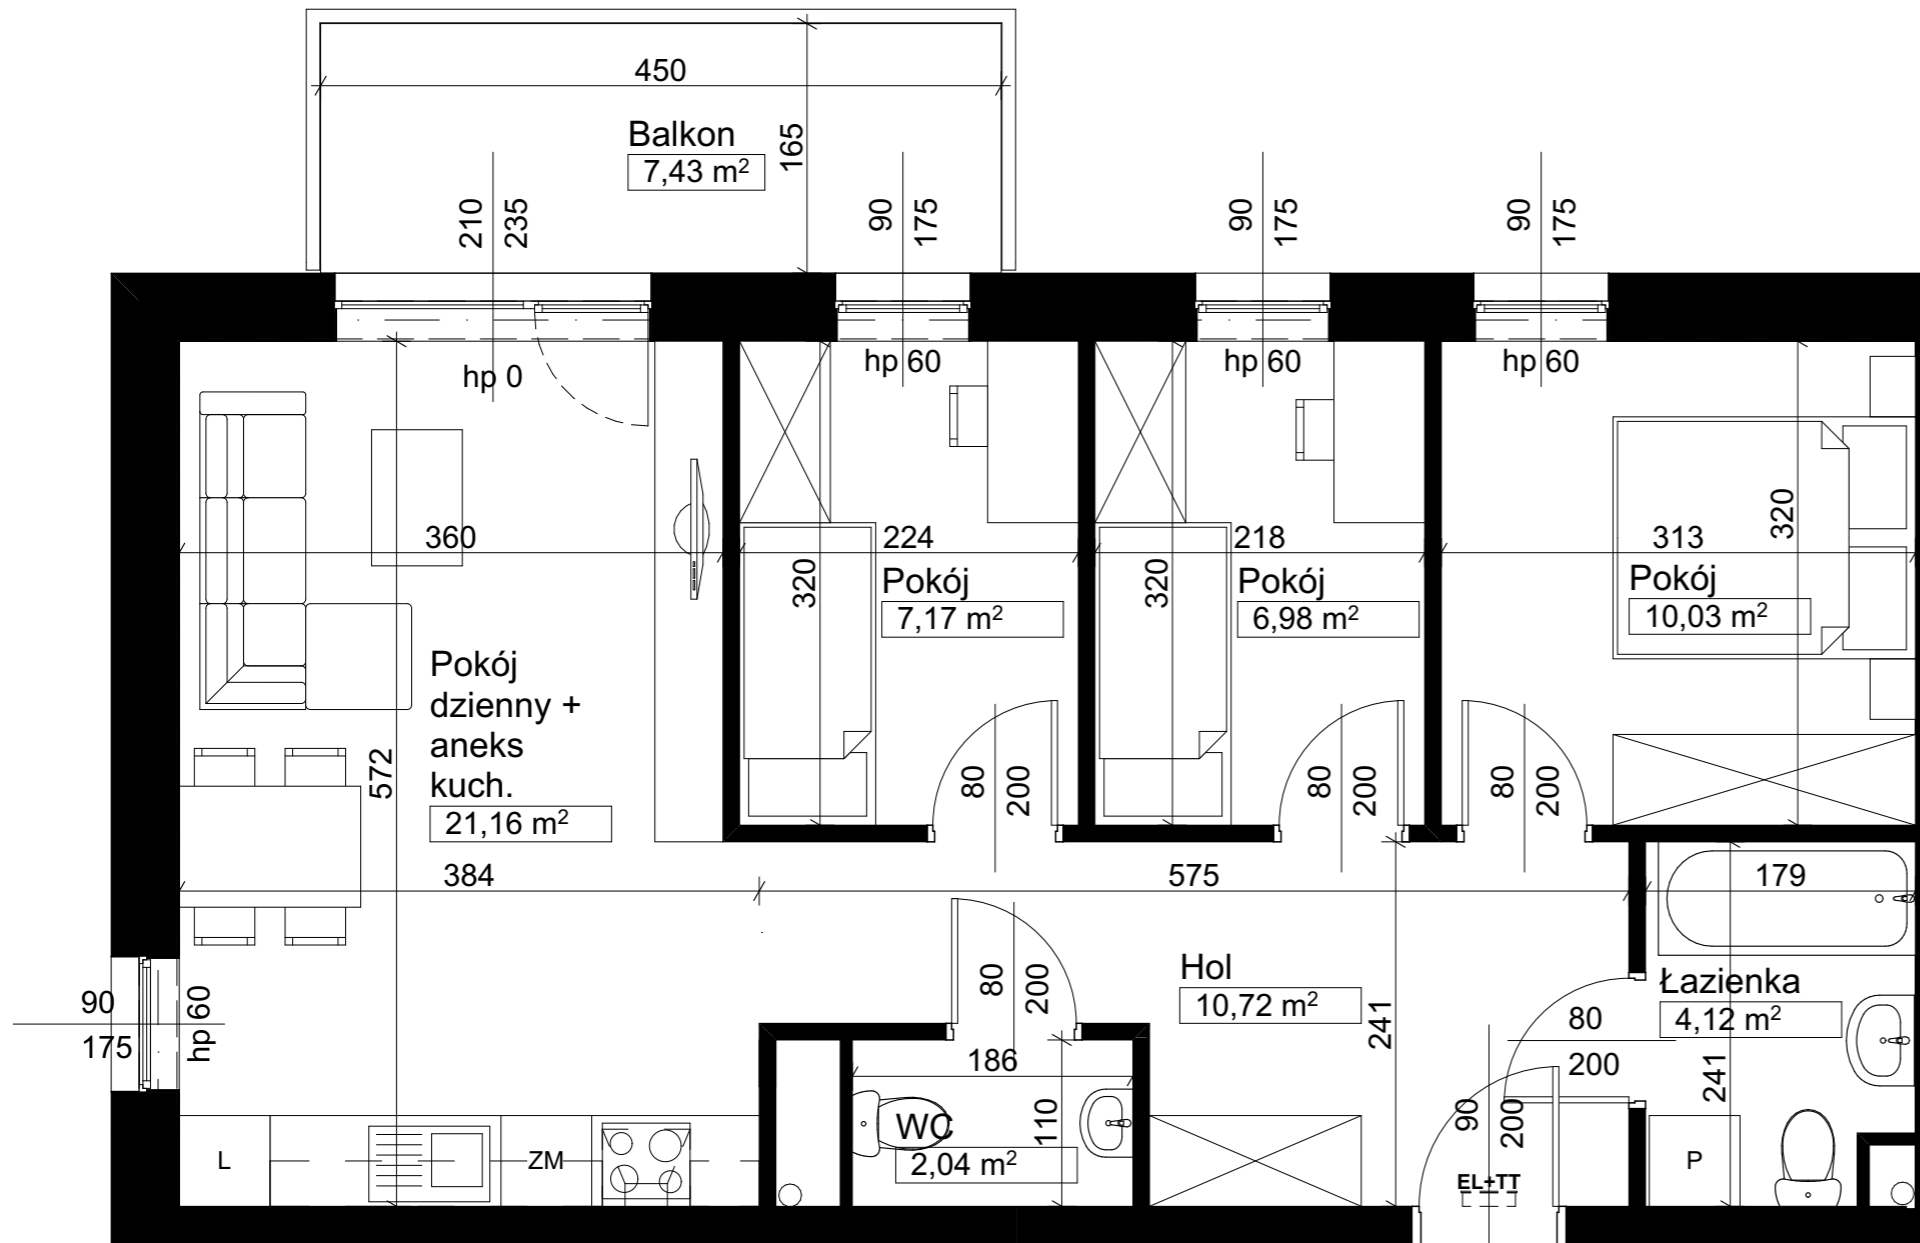 450
Balkon
7,43 m²
165
210
235
90
175
90
175
90
175
hp 0
hp 60
hp 60
hp 60
360
224
218
313
320
320
320
Pokój
7,17 m²
Pokój
6,98 m²
Pokój
10,03 m²
Pokój
dzienny +
aneks
kuch.
21,16 m²
572
80
200
80
200
80
200
384
575
179
90
175
hp 60
80
200
Hol
10,72 m²
241
Łazienka
4,12 m²
80
200
241
186
110
WC
2,04 m²
90
200
EL+TT
L
ZM
P